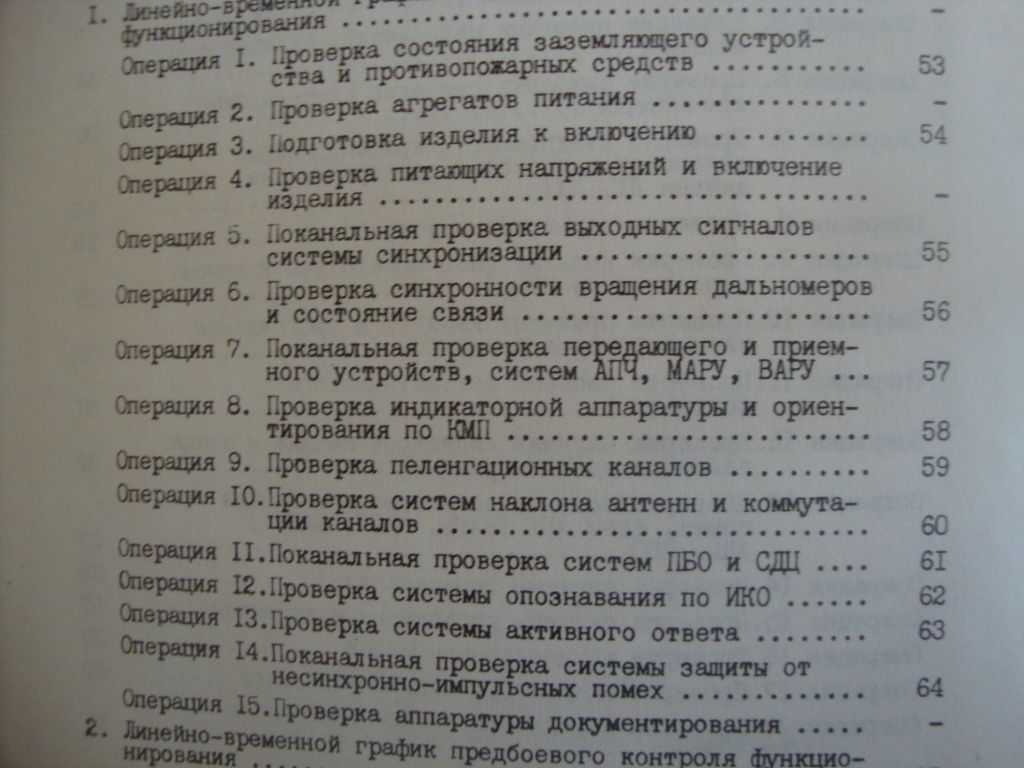 I. Линейно-временной график
функционирования .......................... -
Операция I. Проверка состояния заземляющего устрой-
ства и противопожарных средств ........... 53
Операция 2. Проверка агрегатов питания ............... -
Операция 3. Подготовка изделия к включению ........... 54
Операция 4. Проверка питающих напряжений и включение
изделия .................................. -
Операция 5. Поканальная проверка выходных сигналов
системы синхронизации .................... 55
Операция 6. Проверка синхронности вращения дальномеров
и состояние связи ........................ 56
Операция 7. Поканальная проверка передающего и прием-
ного устройств, систем АПЧ, МАРУ, ВАРУ ... 57
Операция 8. Проверка индикаторной аппаратуры и ориен-
тирования по КМП ......................... 58
Операция 9. Проверка пеленгационных каналов .......... 59
Операция IO. Проверка систем наклона антенн и коммута-
ции каналов .............................. 60
Операция II. Поканальная проверка систем ПБО и СДЦ .... 6I
Операция I2. Проверка системы опознавания по ИКО ...... 62
Операция I3. Проверка системы активного ответа ........ 63
Операция I4. Поканальная проверка системы защиты от
несинхронно-импульсных помех ............. 64
Операция I5. Проверка аппаратуры документирования ..... -
2. Линейно-временной график предбоевого контроля функцио-
нирования